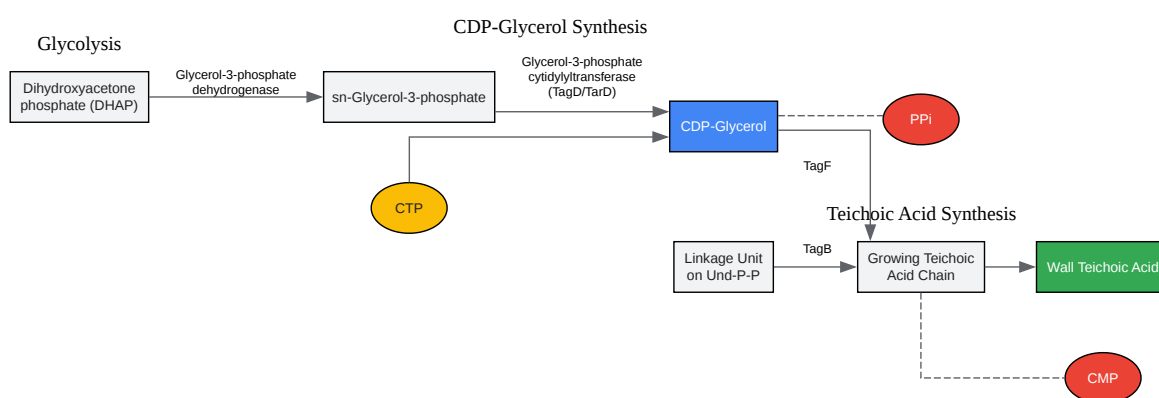 CDP-Glycerol Synthesis
Glycolysis
Glycerol-3-phosphate
cytidylyltransferase
(TagD/TarD)
Glycerol-3-phosphate
dehydrogenase
Dihydroxyacetone
phosphate (DHAP)
sn-Glycerol-3-phosphate
CDP-Glycerol
PPi
TagF
CTP
Teichoic Acid Synthesis
TagB
Linkage Unit
on Und-P-P
Growing Teichoic
Acid Chain
Wall Teichoic Acid
CMP